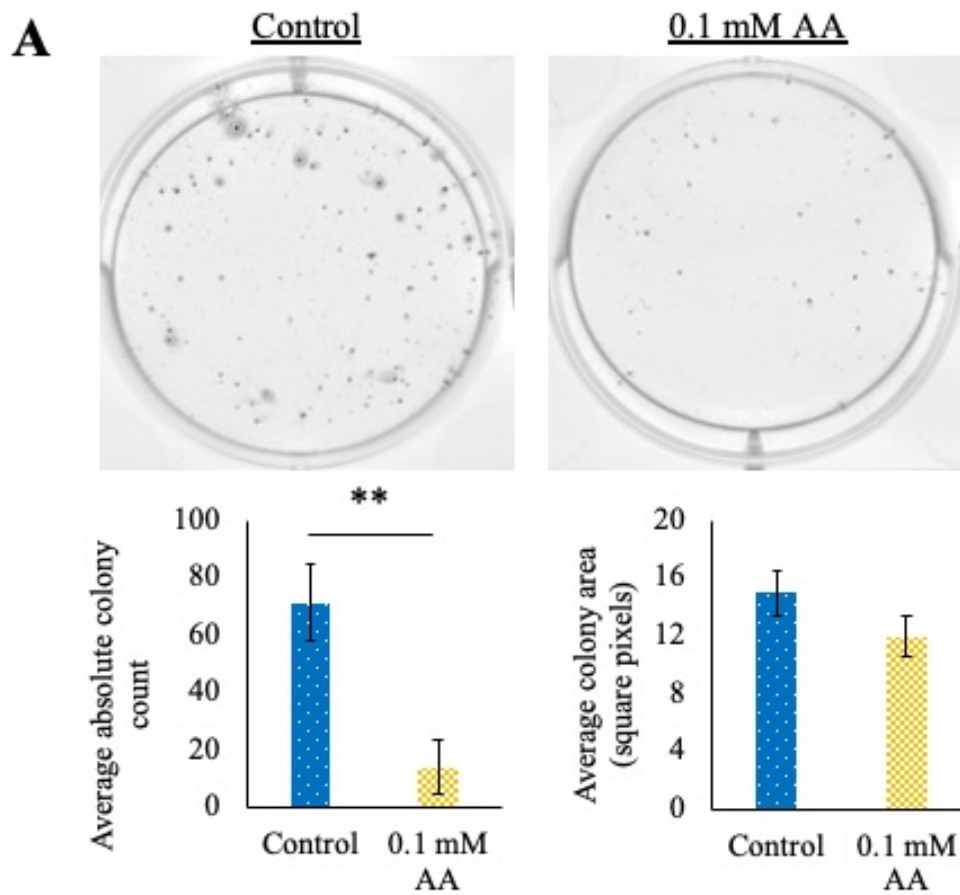 A
Control
0.1 mM AA
**
Average absolute colony
count
100
80
60
40
20
0
Control
0.1 mM
AA
Average colony area
(square pixels)
20
16
12
8
4
0
Control
0.1 mM
AA